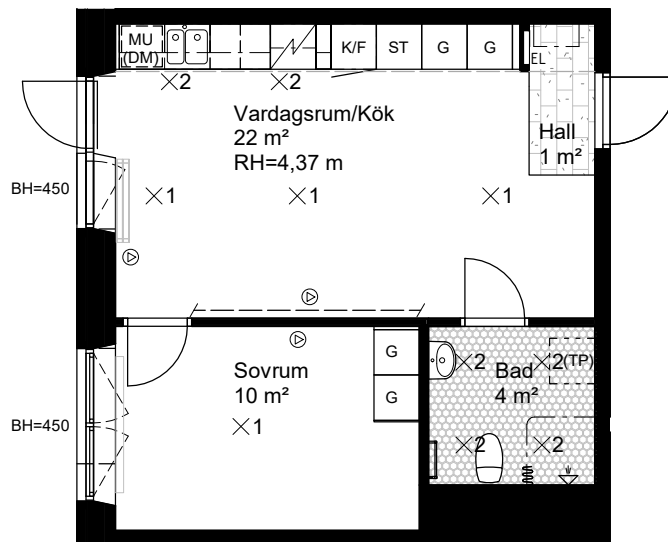 MU
(DM)
K/F
ST
G
G
EL
2
2
Vardagsrum/Kök
22 m²
RH=4,37 m
Hall
1 m²
BH=450
1
1
1
Sovrum
10 m²
G
G
1
BH=450
2
Bad
4 m²
2(TP)
2
2